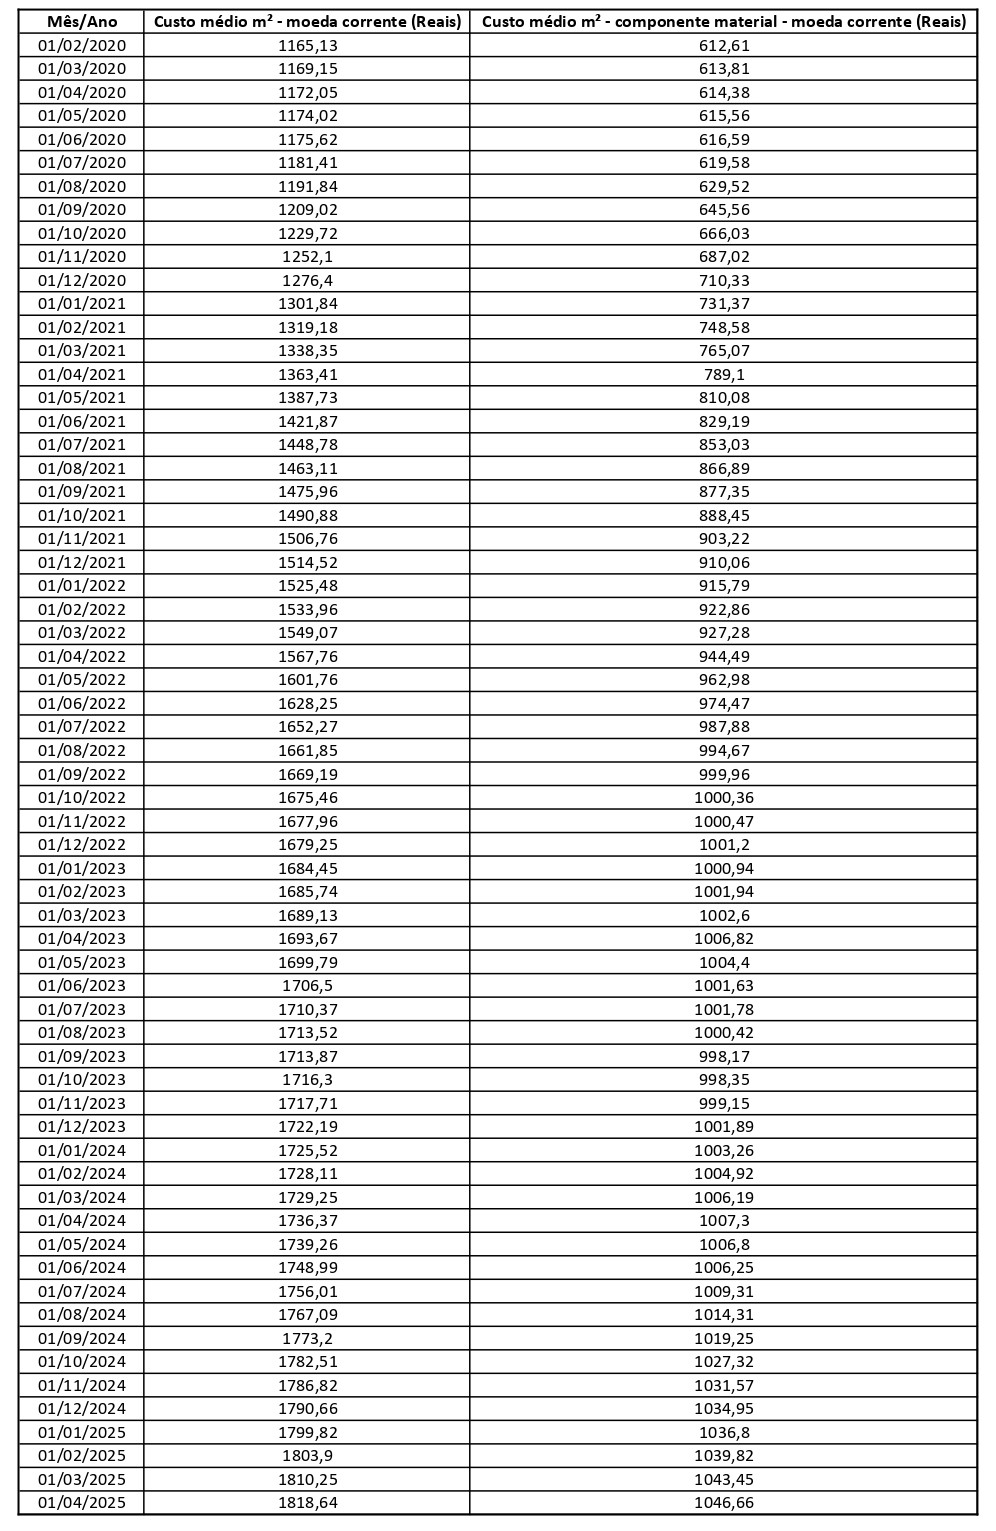 Mês/Ano Custo médio m² - moeda corrente (Reais) Custo médio m² - componente material - moeda corrente (Reais)
01/02/2020 1165,13 612,61
01/03/2020 1169,15 613,81
01/04/2020 1172,05 614,38
01/05/2020 1174,02 615,56
01/06/2020 1175,62 616,59
01/07/2020 1181,41 619,58
01/08/2020 1191,84 629,52
01/09/2020 1209,02 645,56
01/10/2020 1229,72 666,03
01/11/2020 1252,1 687,02
01/12/2020 1276,4 710,33
01/01/2021 1301,84 731,37
01/02/2021 1319,18 748,58
01/03/2021 1338,35 765,07
01/04/2021 1363,41 789,1
01/05/2021 1387,73 810,08
01/06/2021 1421,87 829,19
01/07/2021 1448,78 853,03
01/08/2021 1463,11 866,89
01/09/2021 1475,96 877,35
01/10/2021 1490,88 888,45
01/11/2021 1506,76 903,22
01/12/2021 1514,52 910,06
01/01/2022 1525,48 915,79
01/02/2022 1533,96 922,86
01/03/2022 1549,07 927,28
01/04/2022 1567,76 944,49
01/05/2022 1601,76 962,98
01/06/2022 1628,25 974,47
01/07/2022 1652,27 987,88
01/08/2022 1661,85 994,67
01/09/2022 1669,19 999,96
01/10/2022 1675,46 1000,36
01/11/2022 1677,96 1000,47
01/12/2022 1679,25 1001,2
01/01/2023 1684,45 1000,94
01/02/2023 1685,74 1001,94
01/03/2023 1689,13 1002,6
01/04/2023 1693,67 1006,82
01/05/2023 1699,79 1004,4
01/06/2023 1706,5 1001,63
01/07/2023 1710,37 1001,78
01/08/2023 1713,52 1000,42
01/09/2023 1713,87 998,17
01/10/2023 1716,3 998,35
01/11/2023 1717,71 999,15
01/12/2023 1722,19 1001,89
01/01/2024 1725,52 1003,26
01/02/2024 1728,11 1004,92
01/03/2024 1729,25 1006,19
01/04/2024 1736,37 1007,3
01/05/2024 1739,26 1006,8
01/06/2024 1748,99 1006,25
01/07/2024 1756,01 1009,31
01/08/2024 1767,09 1014,31
01/09/2024 1773,2 1019,25
01/10/2024 1782,51 1027,32
01/11/2024 1786,82 1031,57
01/12/2024 1790,66 1034,95
01/01/2025 1799,82 1036,8
01/02/2025 1803,9 1039,82
01/03/2025 1810,25 1043,45
01/04/2025 1818,64 1046,66